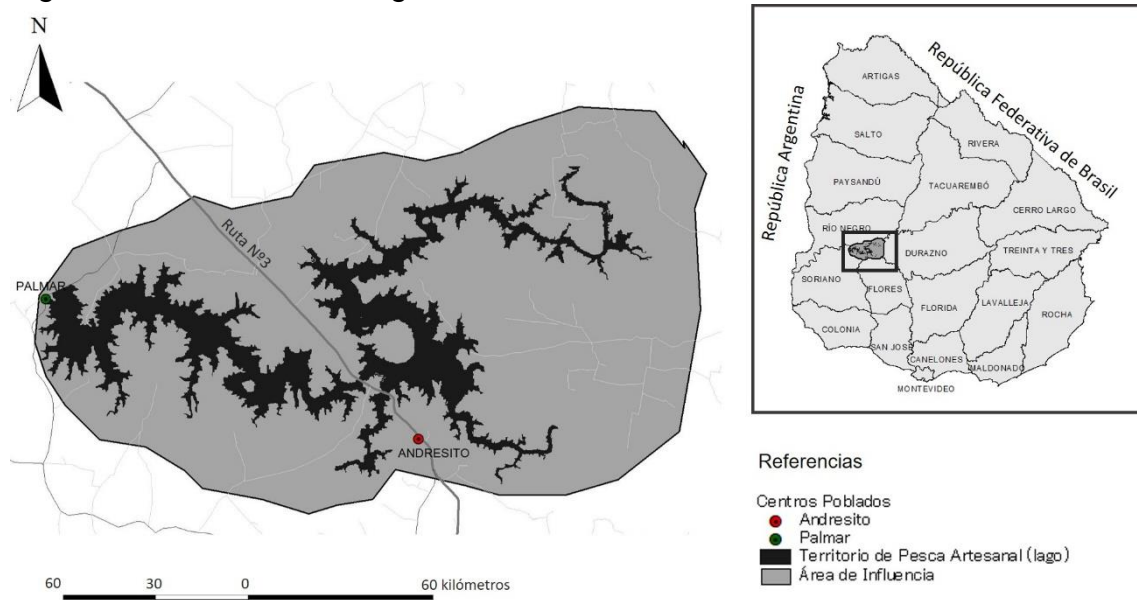 N
Ruta Nº3
PALMAR
ANDRESITO
60 30 0 60 kilómetros
República Argentina
República Federativa de Brasil
ARTIGAS
SALTO
RIVERA
PAYSANDÚ
TACUAREMBÓ
CERRO LARGO
RÍO NEGRO
DURAZNO
TREINTA Y TRES
SORIANO
FLORES
FLORIDA
LAVALLEJA
ROCHA
COLONIA
SAN JOSÉ
CANELONES
MALDONADO
MONTEVIDEO
Referencias
Centros Poblados
Andresito
Palmar
Territorio de Pesca Artesanal (lago)
Área de Influencia